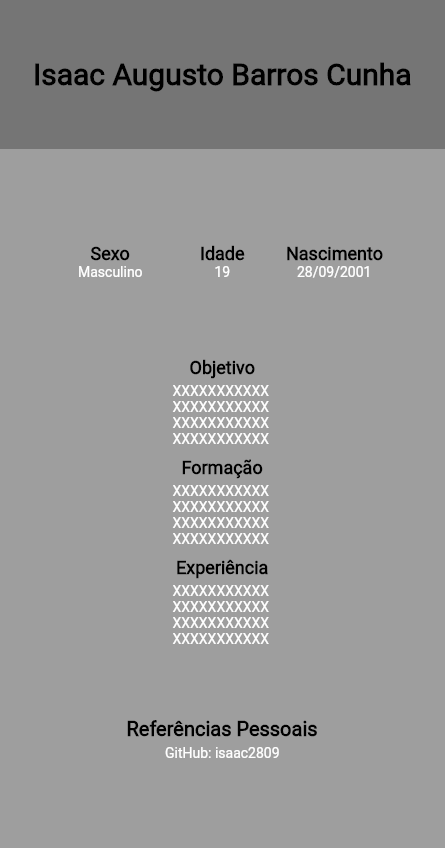 Isaac Augusto Barros Cunha
Sexo Idade Nascimento
Masculino 19 28/09/2001
Objetivo
XXXXXXXXXXX
XXXXXXXXXXX
XXXXXXXXXXX
XXXXXXXXXXX
Formação
XXXXXXXXXXX
XXXXXXXXXXX
XXXXXXXXXXX
XXXXXXXXXXX
Experiência
XXXXXXXXXXX
XXXXXXXXXXX
XXXXXXXXXXX
XXXXXXXXXXX
Referências Pessoais
GitHub: isaac2809